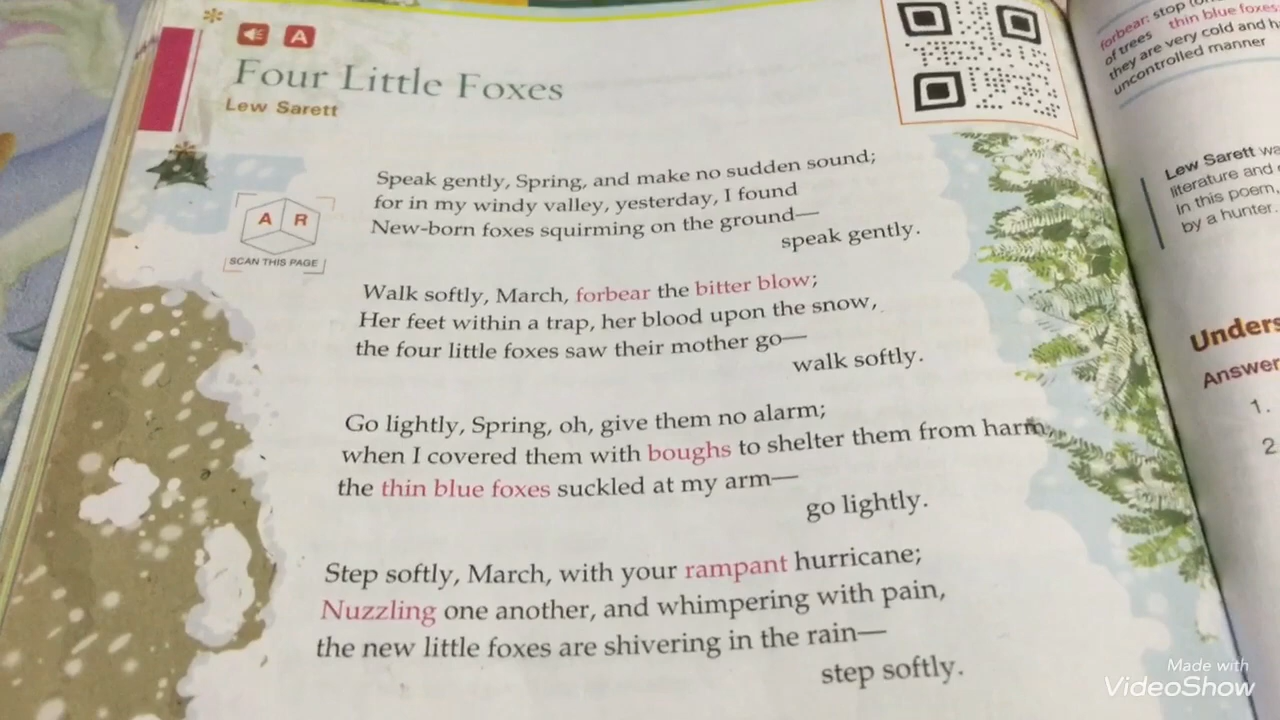 A
Four Little Foxes
Lew Sarett
A R
SCAN THIS PAGE
Speak gently, Spring, and make no sudden sound;
for in my windy valley, yesterday, I found
New-born foxes squirming on the ground—
speak gently.
Walk softly, March, forbear the bitter blow;
Her feet within a trap, her blood upon the snow,
the four little foxes saw their mother go—
walk softly.
Go lightly, Spring, oh, give them no alarm;
when I covered them with boughs to shelter them from harm,
the thin blue foxes suckled at my arm—
go lightly.
Step softly, March, with your rampant hurricane;
Nuzzling one another, and whimpering with pain,
the new little foxes are shivering in the rain—
step softly.
forbear: stop
of trees thin blue foxes:
they are very cold and
uncontrolled manner
Lew Sarett
literature and
In this poem,
by a hunter.
Answer
1.
2
Made with
VideoShow